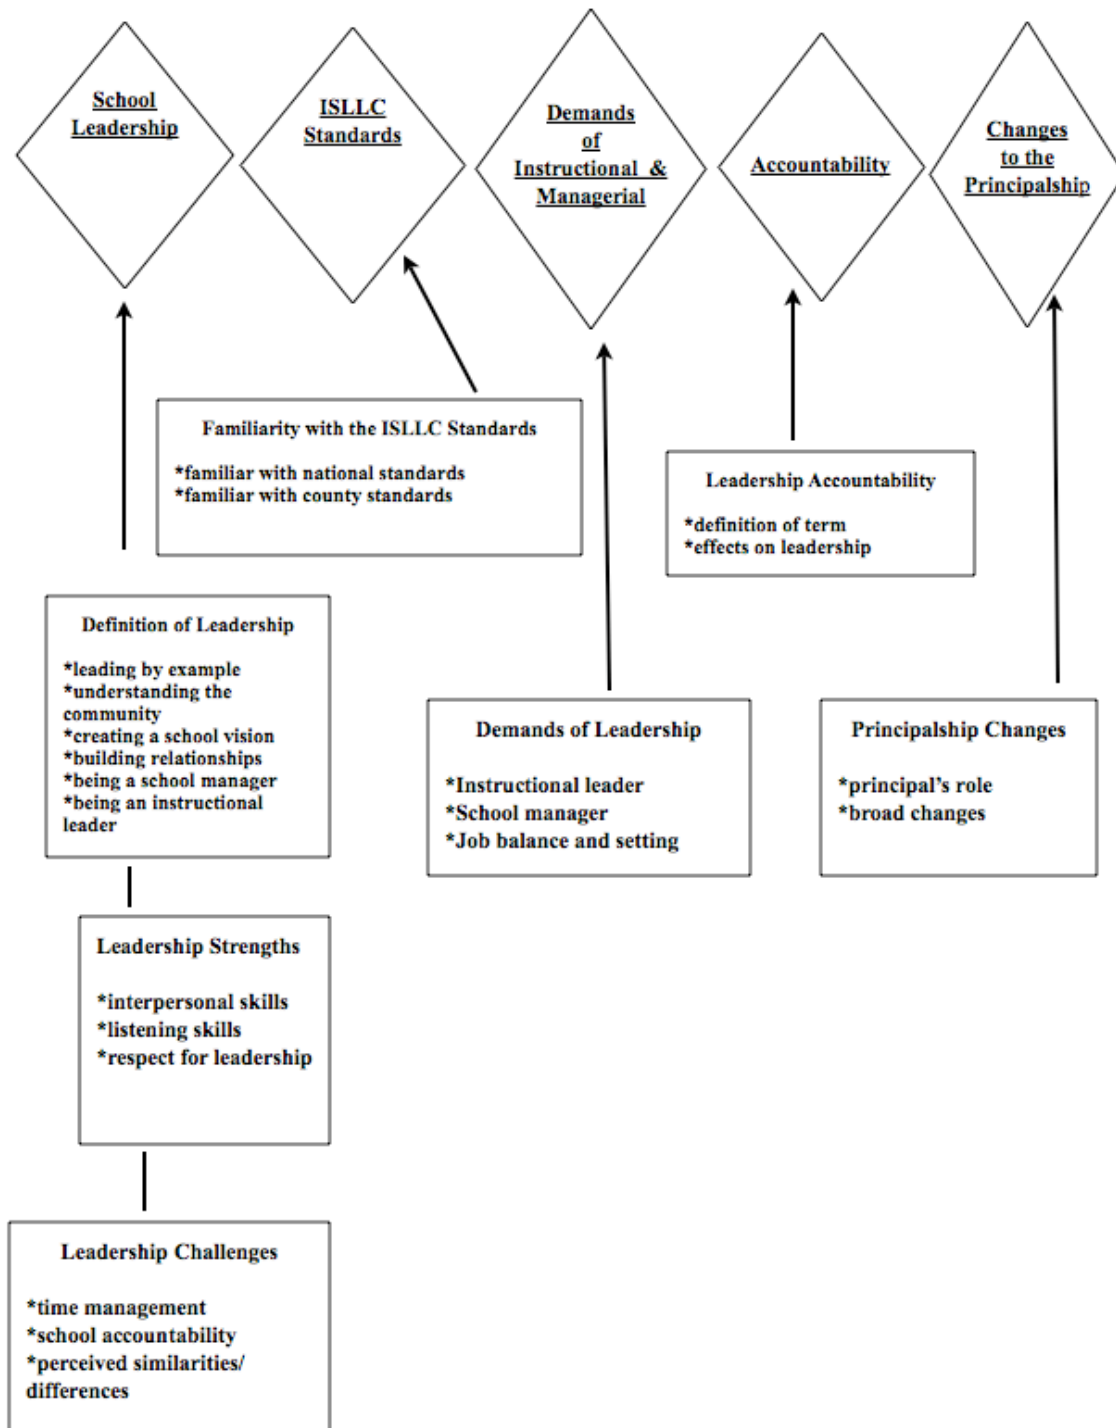 School
Leadership
ISLLC
Standards
Demands
of
Instructional &
Managerial
Accountability
Changes
to the
Principalship
Familiarity with the ISLLC Standards
*familiar with national standards
*familiar with county standards
Leadership Accountability
*definition of term
*effects on leadership
Definition of Leadership
*leading by example
*understanding the
community
*creating a school vision
*building relationships
*being a school manager
*being an instructional
leader
Demands of Leadership
*Instructional leader
*School manager
*Job balance and setting
Principalship Changes
*principal's role
*broad changes
Leadership Strengths
*interpersonal skills
*listening skills
*respect for leadership
Leadership Challenges
*time management
*school accountability
*perceived similarities/
differences